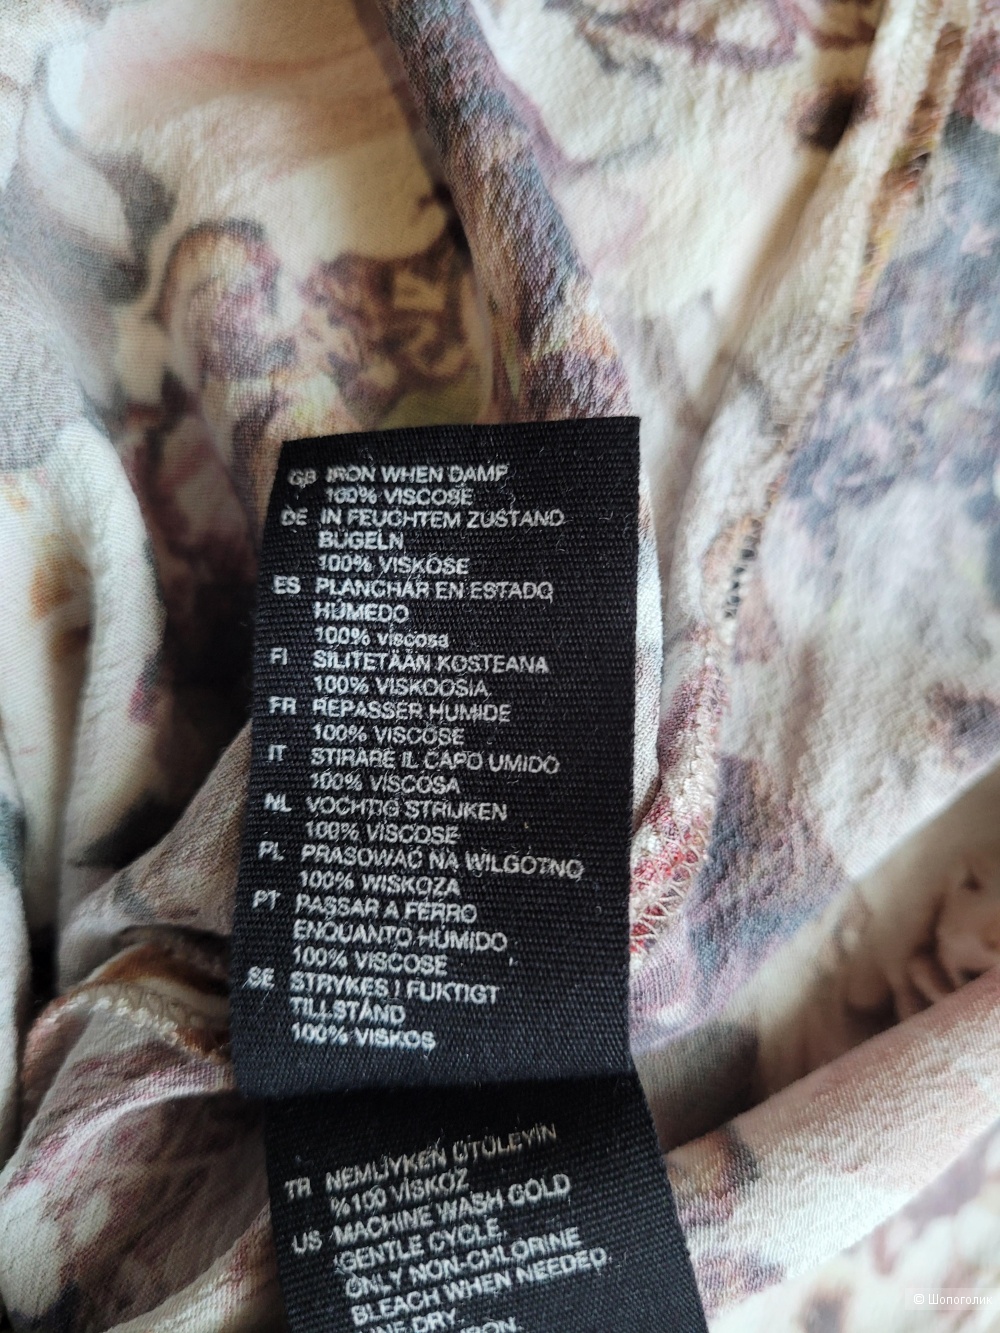 GB IRON WHEN DAMP
100% VISCOSE
DE IN FEUCHTEM ZUSTAND
BÜGELN
100% VISKOSE
ES PLANCHAR EN ESTADO
HÚMEDO
100% viscosa
FI SILITETÄÄN KOSTEANA
100% VISKOOSIA
FR REPASSER HUMIDE
100% VISCOSE
IT STIRARE IL CAPO UMIDO
100% VISCOSA
NL VOCHTIG STRIJKEN
100% VISCOSE
PL PRASOWAĆ NA WILGOTNO
100% WISKOZA
PT PASSAR A FERRO
ENQUANTO HÚMIDO
100% VISCOSE
SE STRYKES I FUKTIGT
TILLSTÅND
100% VISKOS
TR NEMLİYKEN ÜTÜLEYİN
%100 VİSKOZ
US MACHINE WASH COLD
GENTLE CYCLE.
ONLY NON-CHLORINE
BLEACH WHEN NEEDED.
LINE DRY.
IRON.
© Шопоголик